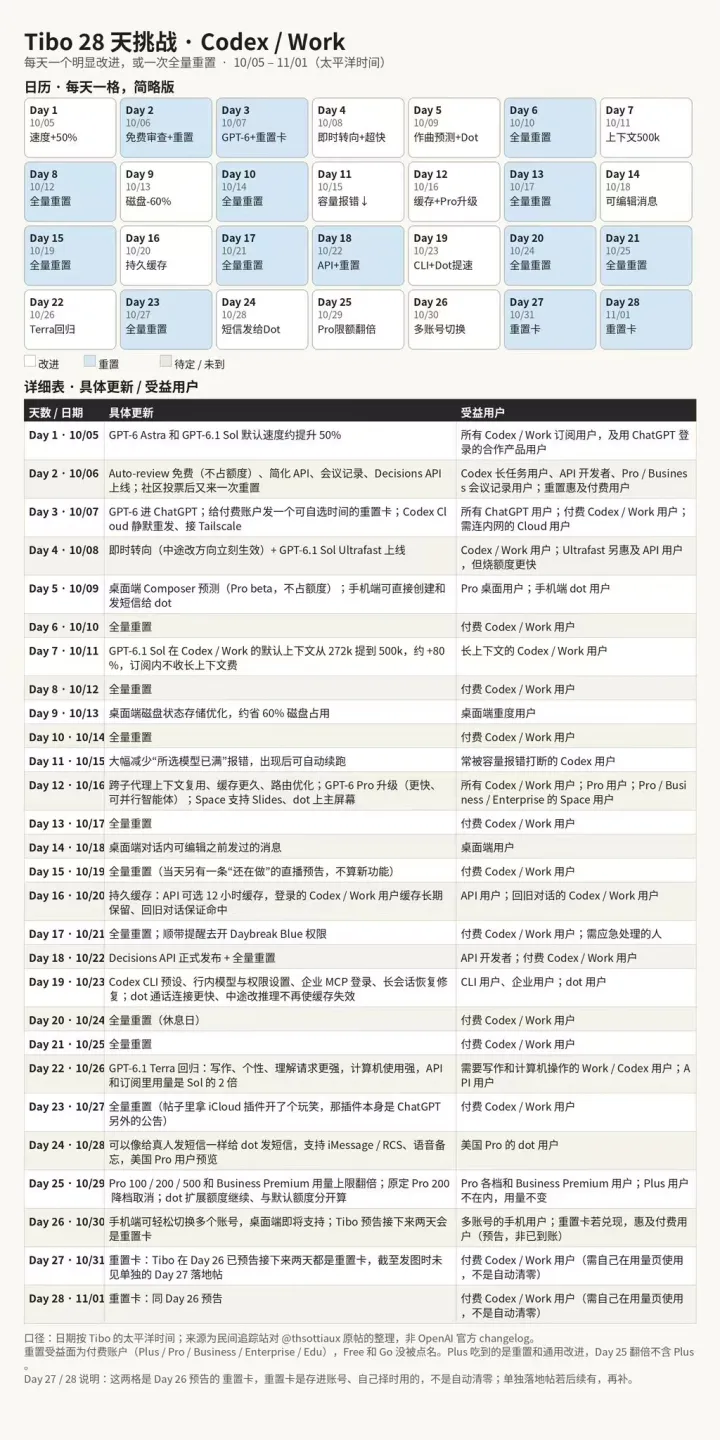 Tibo 28 天挑战 · Codex / Work
每天一个明显改进，或一次全量重置 · 10/05 – 11/01（太平洋时间）
日历 · 每天一格，简略版
Day 1
10/05
速度+50%
Day 2
10/06
免费审查+重置
Day 3
10/07
GPT-6+重置卡
Day 4
10/08
即时转向+超快
Day 5
10/09
作曲预测+Dot
Day 6
10/10
全量重置
Day 7
10/11
上下文500k
Day 8
10/12
全量重置
Day 9
10/13
磁盘-60%
Day 10
10/14
全量重置
Day 11
10/15
容量报错↓
Day 12
10/16
缓存+Pro升级
Day 13
10/17
全量重置
Day 14
10/18
可编辑消息
Day 15
10/19
全量重置
Day 16
10/20
持久缓存
Day 17
10/21
全量重置
Day 18
10/22
API+重置
Day 19
10/23
CLI+Dot提速
Day 20
10/24
全量重置
Day 21
10/25
全量重置
Day 22
10/26
Terra回归
Day 23
10/27
全量重置
Day 24
10/28
短信发给Dot
Day 25
10/29
Pro限额翻倍
Day 26
10/30
多账号切换
Day 27
10/31
重置卡
Day 28
11/01
重置卡
改进 重置 待定 / 未到
详细表 · 具体更新 / 受益用户
天数 / 日期 具体更新 受益用户
Day 1 · 10/05 GPT-6 Astra 和 GPT-6.1 Sol 默认速度约提升 50% 所有 Codex / Work 订阅用户，及用 ChatGPT 登
录的合作产品用户
Day 2 · 10/06 Auto-review 免费（不占额度）、简化 API、会议记录、Decisions API Codex 长任务用户、API 开发者、Pro / Busines
上线；社区投票后又来一次重置 s 会议记录用户；重置惠及付费用户
Day 3 · 10/07 GPT-6 进 ChatGPT；给付费账户发一个可自选时间的重置卡；Codex Cl 所有 ChatGPT 用户；付费 Codex / Work 用户；
oud 静默重发、接 Tailscale 需连内网的 Cloud 用户
Day 4 · 10/08 即时转向（中途改方向立刻生效）+ GPT-6.1 Sol Ultrafast 上线 Codex / Work 用户；Ultrafast 另惠及 API 用户
，但烧额度更快
Day 5 · 10/09 桌面端 Composer 预测（Pro beta，不占额度）；手机端可直接创建和 Pro 桌面用户；手机端 dot 用户
发短信给 dot
Day 6 · 10/10 全量重置 付费 Codex / Work 用户
Day 7 · 10/11 GPT-6.1 Sol 在 Codex / Work 的默认上下文从 272k 提到 500k，约 +80 长上下文的 Codex / Work 用户
%，订阅内不收长上下文费
Day 8 · 10/12 全量重置 付费 Codex / Work 用户
Day 9 · 10/13 桌面端磁盘状态存储优化，约省 60% 磁盘占用 桌面端重度用户
Day 10 · 10/14 全量重置 付费 Codex / Work 用户
Day 11 · 10/15 大幅减少“所选模型已满”报错，出现后可自动续跑 常被容量报错打断的 Codex 用户
Day 12 · 10/16 跨子代理上下文复用、缓存更久、路由优化；GPT-6 Pro 升级（更快、 所有 Codex / Work 用户；Pro 用户；Pro / Busi
可并行智能体）；Space 支持 Slides、dot 上主屏幕 ness / Enterprise 的 Space 用户
Day 13 · 10/17 全量重置 付费 Codex / Work 用户
Day 14 · 10/18 桌面端对话内可编辑之前发过的消息 桌面端用户
Day 15 · 10/19 全量重置（当天另有一条“还在做”的直播预告，不算新功能） 付费 Codex / Work 用户
Day 16 · 10/20 持久缓存：API 可选 12 小时缓存，登录的 Codex / Work 用户缓存长期 API 用户；回旧对话的 Codex / Work 用户
保留、回旧对话保证命中
Day 17 · 10/21 全量重置；顺带提醒去开 Daybreak Blue 权限 付费 Codex / Work 用户；需应急处理的人
Day 18 · 10/22 Decisions API 正式发布 + 全量重置 API 开发者；付费 Codex / Work 用户
Day 19 · 10/23 Codex CLI 预设、行内模型与权限设置、企业 MCP 登录、长会话恢复修 CLI 用户、企业用户；dot 用户
复；dot 通话连接更快、中途改推理不再使缓存失效
Day 20 · 10/24 全量重置（休息日） 付费 Codex / Work 用户
Day 21 · 10/25 全量重置 付费 Codex / Work 用户
Day 22 · 10/26 GPT-6.1 Terra 回归：写作、个性、理解请求更强，计算机使用强，API 需要写作和计算机操作的 Work / Codex 用户；A
和订阅里用量是 Sol 的 2 倍 PI 用户
Day 23 · 10/27 全量重置（帖子里拿 iCloud 插件开了个玩笑，那插件本身是 ChatGPT 付费 Codex / Work 用户
另外的公告）
Day 24 · 10/28 可以像给真人发短信一样给 dot 发短信，支持 iMessage / RCS、语音备 美国 Pro 的 dot 用户
忘，美国 Pro 用户预览
Day 25 · 10/29 Pro 100 / 200 / 500 和 Business Premium 用量上限翻倍；原定 Pro 200 Pro 各档和 Business Premium 用户；Plus 用户
降档取消；dot 扩展额度继续、与默认额度分开算 不在内，用量不变
Day 26 · 10/30 手机端可轻松切换多个账号，桌面端即将支持；Tibo 预告接下来两天会 多账号的手机用户；重置卡若兑现，惠及付费用
是重置卡 户（预告，非已到账）
Day 27 · 10/31 重置卡：Tibo 在 Day 26 已预告接下来两天都是重置卡，截至发图时未 付费 Codex / Work 用户（需自己在用量页使用
见单独的 Day 27 落地帖 ，不是自动清零）
Day 28 · 11/01 重置卡：同 Day 26 预告 付费 Codex / Work 用户（需自己在用量页使用
，不是自动清零）
口径：日期按 Tibo 的太平洋时间；来源为民间追踪站对 @thsottiaux 原帖的整理，非 OpenAI 官方 changelog。
重置受益面为付费账户（Plus / Pro / Business / Enterprise / Edu），Free 和 Go 没被点名。Plus 吃到的是重置和通用改进，Day 25 翻倍不含 Plus
。
Day 27 / 28 说明：这两格是 Day 26 预告的 重置卡，重置卡是存进账号、自己择时用的，不是自动清零；单独落地帖若后续有，再补。